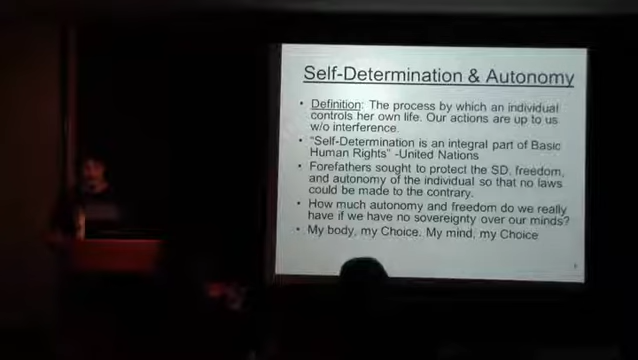 Self-Determination & Autonomy
• Definition: The process by which an individual
controls her own life. Our actions are up to us
w/o interference.
• "Self-Determination is an integral part of Basic
Human Rights" -United Nations
• Forefathers sought to protect the SD, freedom,
and autonomy of the individual so that no laws
could be made to the contrary.
• How much autonomy and freedom do we really
have if we have no sovereignty over our minds?
• My body, my Choice. My mind, my Choice